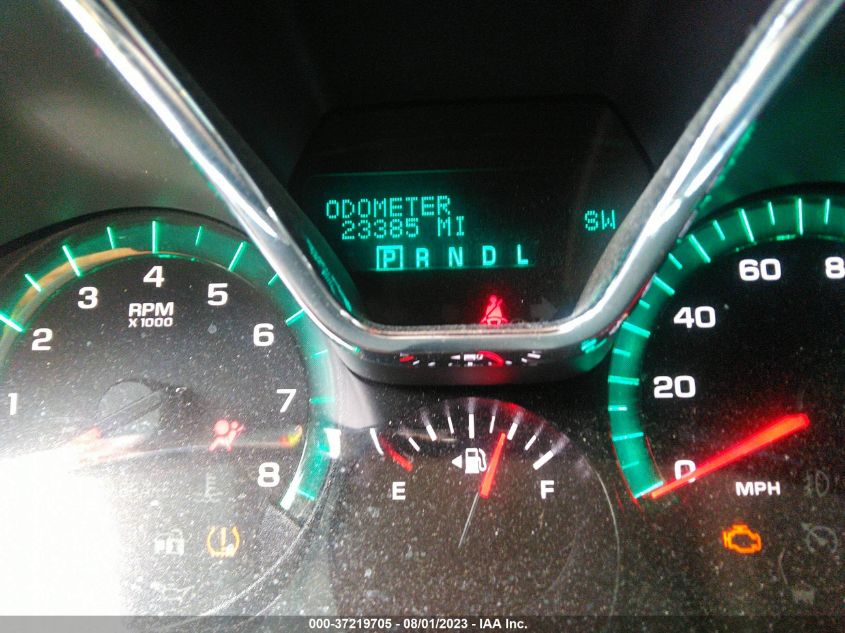 ODOMETER
23385 MI
SW
P R N D L
1 2 3 4 5 6 7 8
RPM
X1000
E F
0 20 40 60 8
MPH
000-37219705 - 08/01/2023 - IAA Inc.